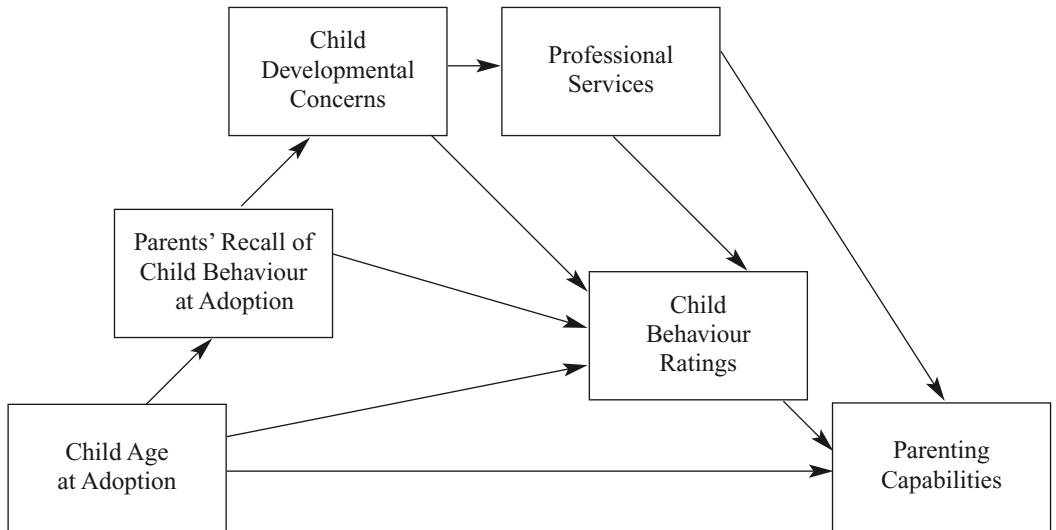 Child
Developmental
Concerns
Professional
Services
Parents’ Recall of
Child Behaviour
at Adoption
Child
Behaviour
Ratings
Child Age
at Adoption
Parenting
Capabilities